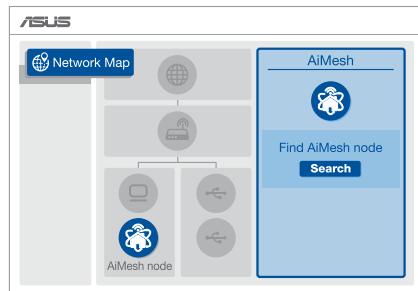 ASUS
Network Map
AiMesh
Find AiMesh node
Search
AiMesh node